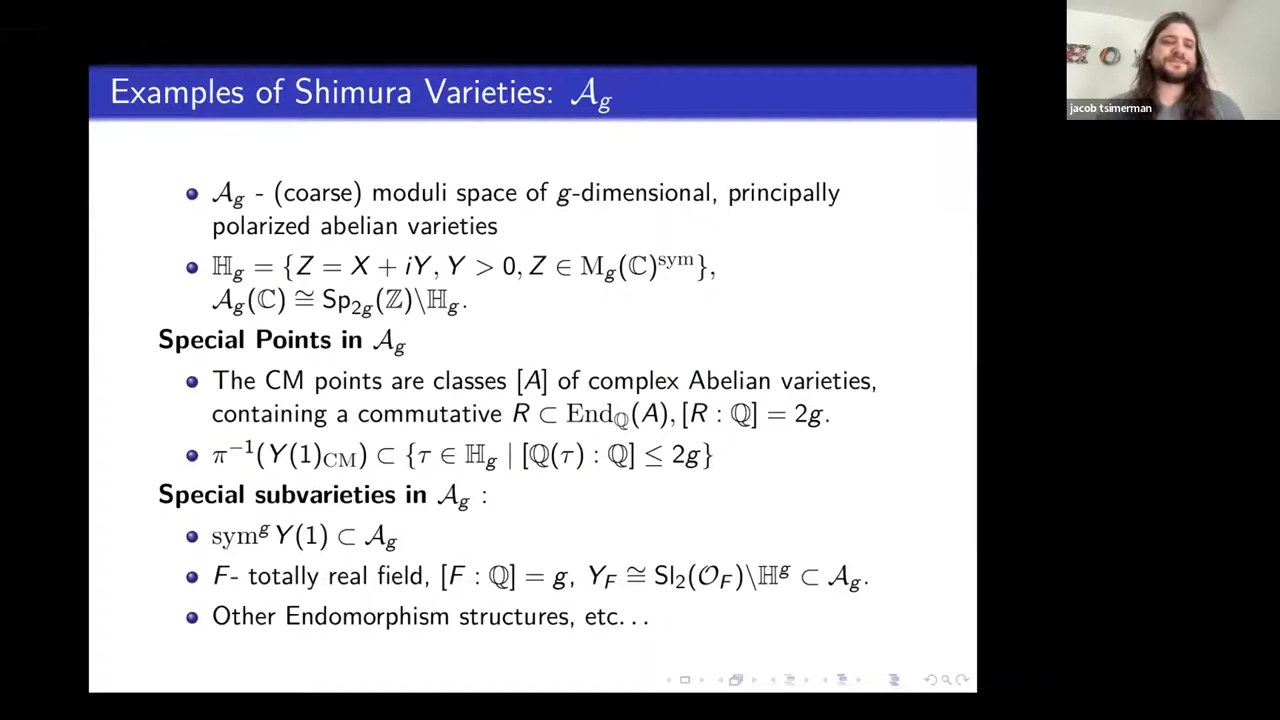 Examples of Shimura Varieties: 𝒜_g
jacob tsimerman
𝒜_g - (coarse) moduli space of g-dimensional, principally
polarized abelian varieties
ℍ_g = {Z = X + iY, Y > 0, Z ∈ M_g(ℂ)^sym},
𝒜_g(ℂ) ≅ Sp_2g(ℤ)\ℍ_g.
Special Points in 𝒜_g
The CM points are classes [A] of complex Abelian varieties,
containing a commutative R ⊂ End_ℚ(A), [R : ℚ] = 2g.
π^−1(Y(1)_CM) ⊂ {τ ∈ ℍ_g | [ℚ(τ) : ℚ] ≤ 2g}
Special subvarieties in 𝒜_g :
sym^g Y(1) ⊂ 𝒜_g
F- totally real field, [F : ℚ] = g, Y_F ≅ Sl_2(𝒪_F)\ℍ^g ⊂ 𝒜_g.
Other Endomorphism structures, etc...